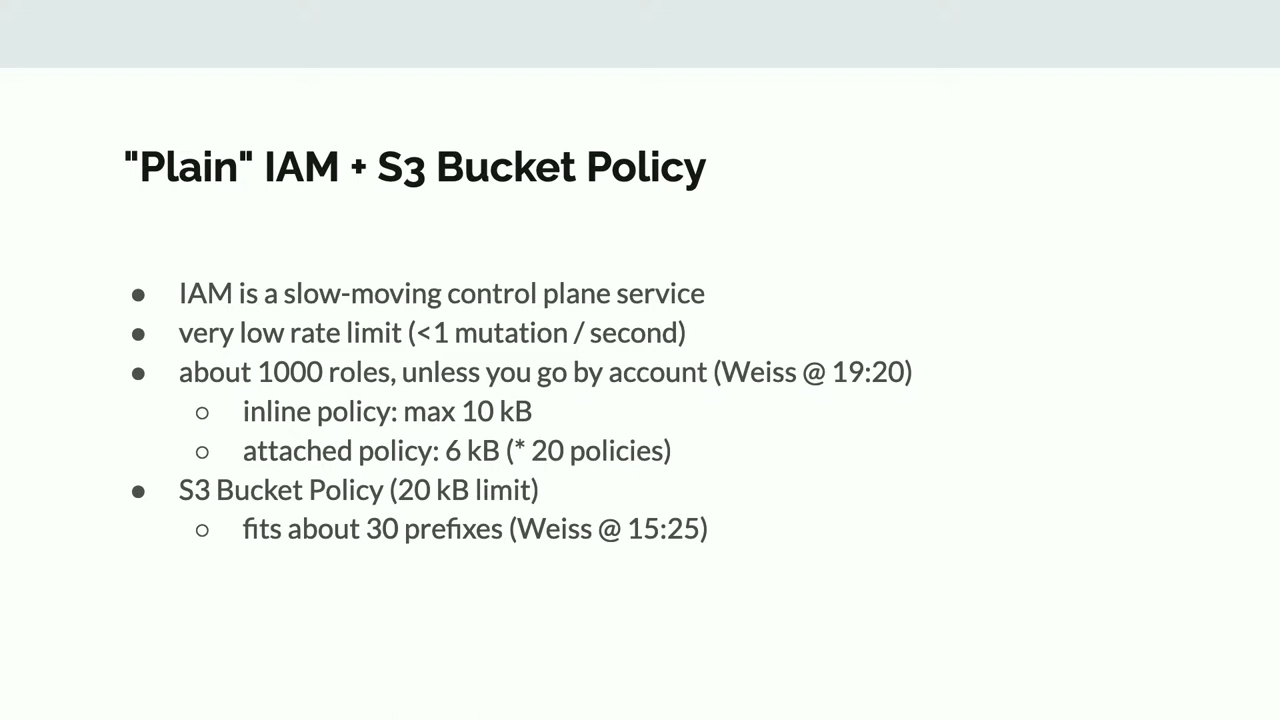 "Plain" IAM + S3 Bucket Policy
● IAM is a slow-moving control plane service
● very low rate limit (<1 mutation / second)
● about 1000 roles, unless you go by account (Weiss @ 19:20)
○ inline policy: max 10 kB
○ attached policy: 6 kB (* 20 policies)
● S3 Bucket Policy (20 kB limit)
○ fits about 30 prefixes (Weiss @ 15:25)